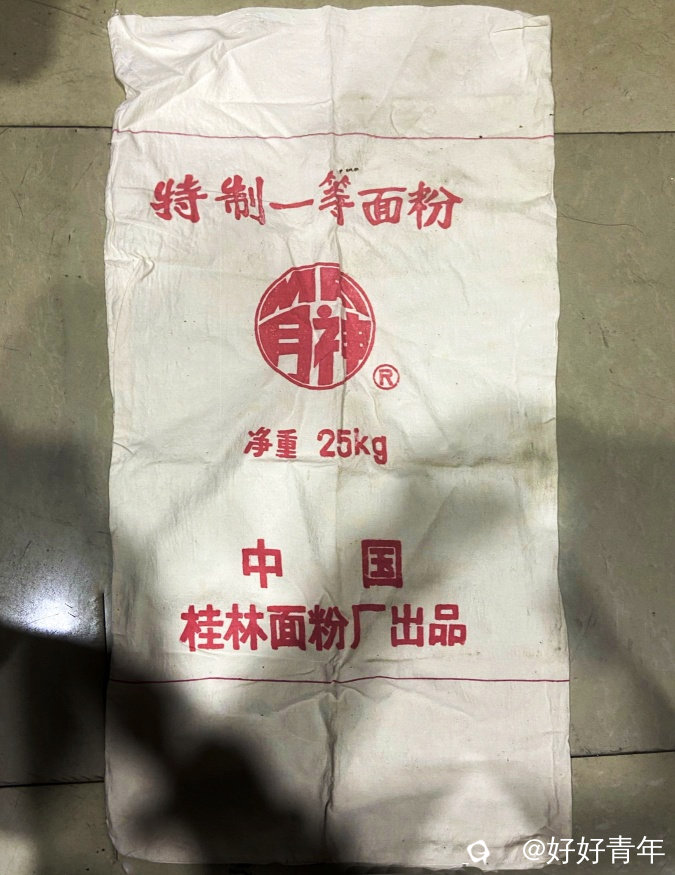 特制一等面粉
月神
®
净重 25kg
中 国
桂林面粉厂出品
@好好青年